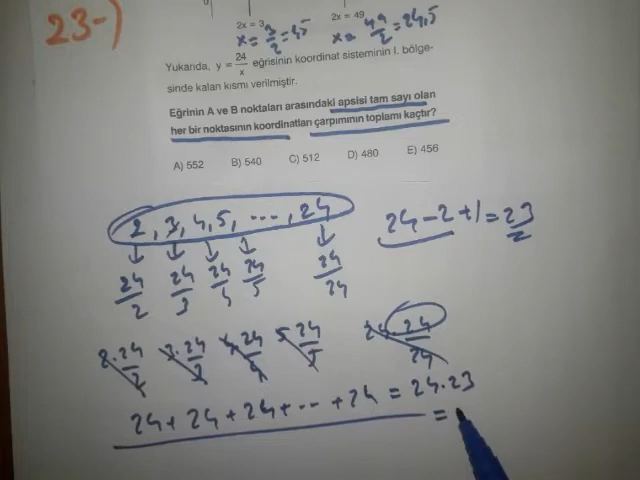 23-)
2x = 3 2x = 49
x = 3/2 = 1,5 x = 49/2 = 24,5
Yukarıda, y = 24/x eğrisinin koordinat sisteminin I. bölge-
sinde kalan kısmı verilmiştir.
Eğrinin A ve B noktaları arasındaki apsisi tam sayı olan
her bir noktasının koordinatları çarpımının toplamı kaçtır?
A) 552 B) 540 C) 512 D) 480 E) 456
2, 3, 4, 5, ..., 24 24 - 2 + 1 = 23
24/2 24/3 24/4 24/5 24/24
2.24/2 3.24/3 4.24/4 5.24/5 24.24/24
24 + 24 + 24 + ... + 24 = 24.23
=